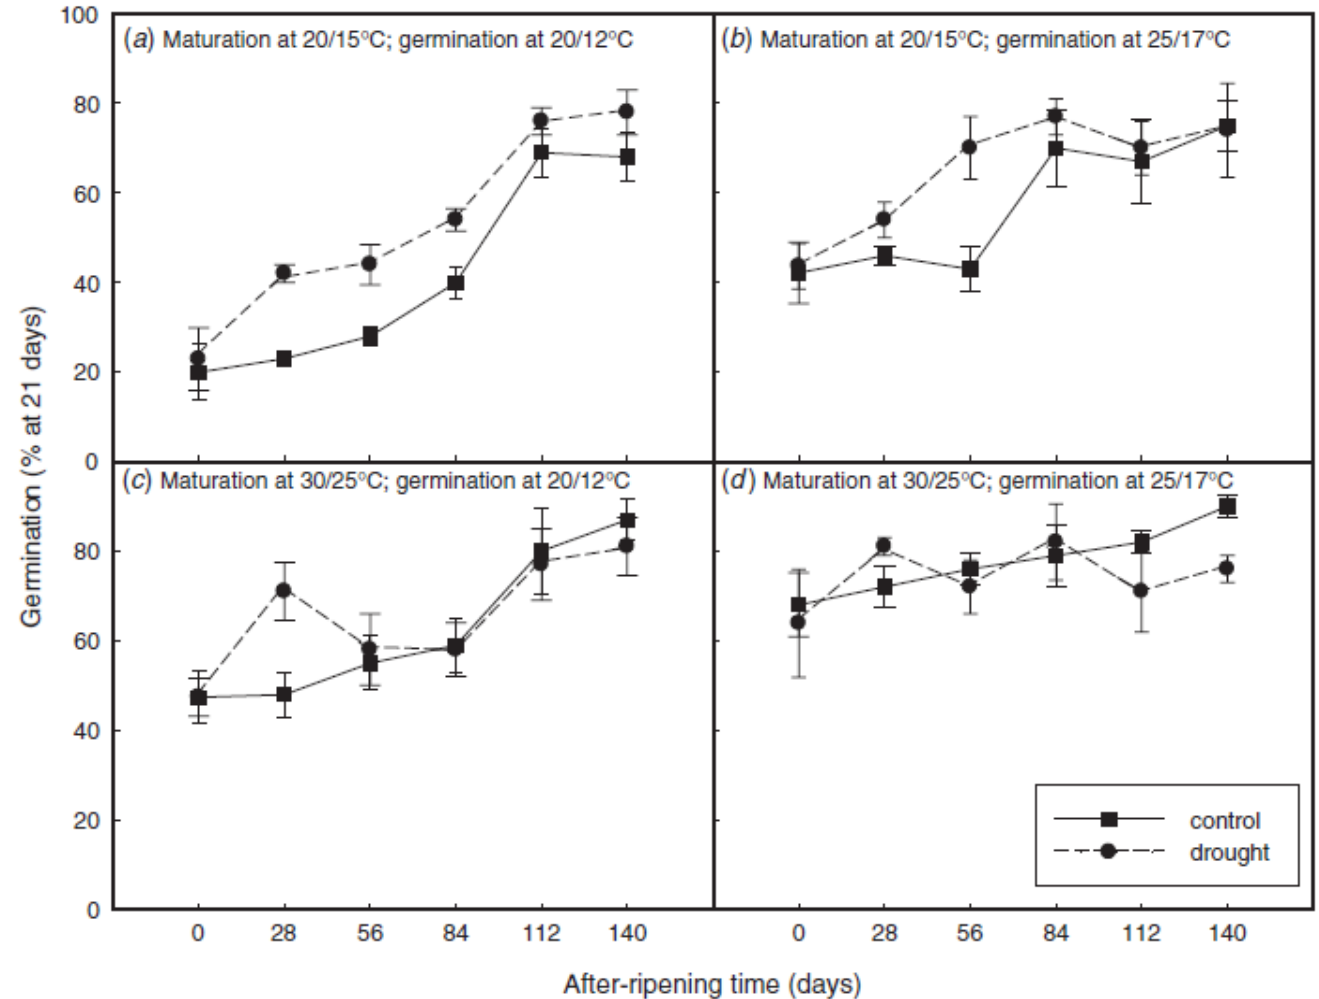 100
80
60
40
20
0
80
60
40
20
0
Germination (% at 21 days)
(a) Maturation at 20/15°C; germination at 20/12°C
(b) Maturation at 20/15°C; germination at 25/17°C
(c) Maturation at 30/25°C; germination at 20/12°C
(d) Maturation at 30/25°C; germination at 25/17°C
control
drought
0 28 56 84 112 140
0 28 56 84 112 140
After-ripening time (days)